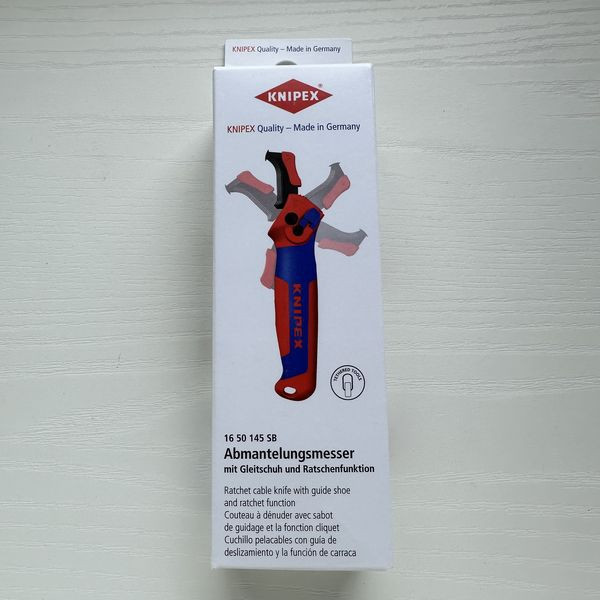 KNIPEX Quality – Made in Germany
KNIPEX®
KNIPEX Quality – Made in Germany
KNIPEX
TETHERED TOOLS
16 50 145 SB
Abmantelungsmesser
mit Gleitschuh und Ratschenfunktion
Ratchet cable knife with guide shoe
and ratchet function
Couteau à dénuder avec sabot
de guidage et la fonction cliquet
Cuchillo pelacables con guía de
deslizamiento y la función de carraca